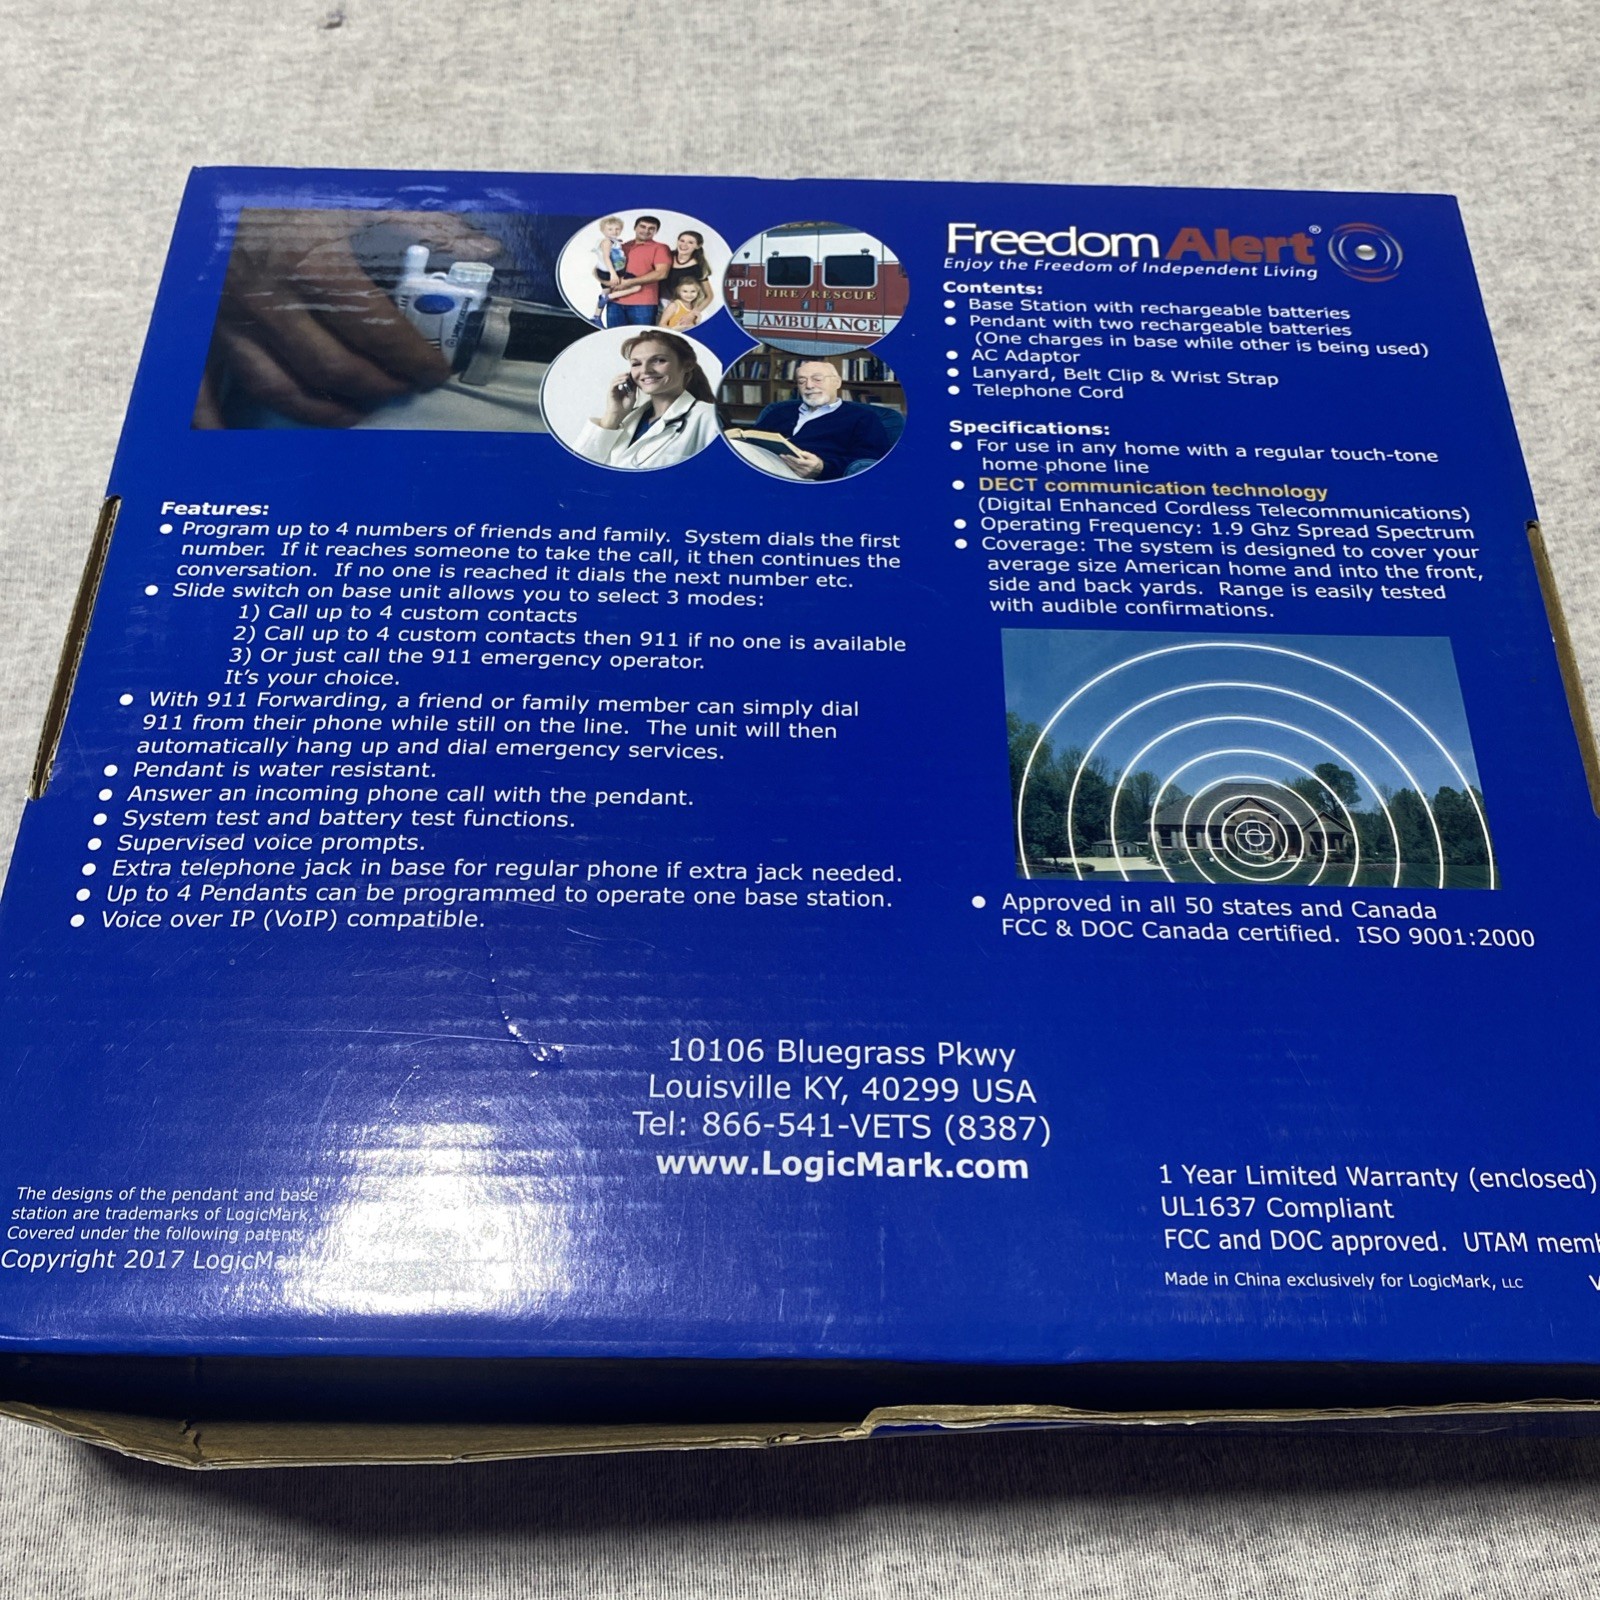 MEDIC
1
FIRE / RESCUE
AMBULANCE
Freedom Alert®
Enjoy the Freedom of Independent Living
Contents:
● Base Station with rechargeable batteries
● Pendant with two rechargeable batteries
(One charges in base while other is being used)
● AC Adaptor
● Lanyard, Belt Clip & Wrist Strap
● Telephone Cord
Specifications:
● For use in any home with a regular touch-tone
home phone line
● DECT communication technology
(Digital Enhanced Cordless Telecommunications)
● Operating Frequency: 1.9 Ghz Spread Spectrum
● Coverage: The system is designed to cover your
average size American home and into the front,
side and back yards. Range is easily tested
with audible confirmations.
● Approved in all 50 states and Canada
FCC & DOC Canada certified. ISO 9001:2000
Features:
● Program up to 4 numbers of friends and family. System dials the first
number. If it reaches someone to take the call, it then continues the
conversation. If no one is reached it dials the next number etc.
● Slide switch on base unit allows you to select 3 modes:
1) Call up to 4 custom contacts
2) Call up to 4 custom contacts then 911 if no one is available
3) Or just call the 911 emergency operator.
It's your choice.
● With 911 Forwarding, a friend or family member can simply dial
911 from their phone while still on the line. The unit will then
automatically hang up and dial emergency services.
● Pendant is water resistant.
● Answer an incoming phone call with the pendant.
● System test and battery test functions.
● Supervised voice prompts.
● Extra telephone jack in base for regular phone if extra jack needed.
● Up to 4 Pendants can be programmed to operate one base station.
● Voice over IP (VoIP) compatible.
10106 Bluegrass Pkwy
Louisville KY, 40299 USA
Tel: 866-541-VETS (8387)
www.LogicMark.com
The designs of the pendant and base
station are trademarks of LogicMark,
Covered under the following patent
Copyright 2017 LogicMa
1 Year Limited Warranty (enclosed)
UL1637 Compliant
FCC and DOC approved. UTAM mem
Made in China exclusively for LogicMark, LLC